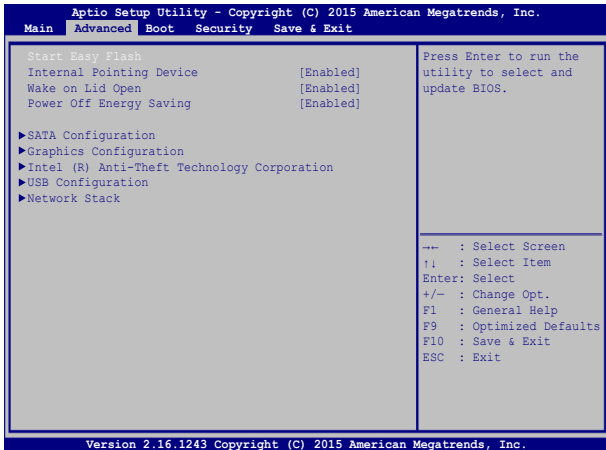 Aptio Setup Utility - Copyright (C) 2015 American Megatrends, Inc.
Main Advanced Boot Security Save & Exit
Start Easy Flash
Internal Pointing Device [Enabled]
Wake on Lid Open [Enabled]
Power Off Energy Saving [Enabled]
▶SATA Configuration
▶Graphics Configuration
▶Intel (R) Anti-Theft Technology Corporation
▶USB Configuration
▶Network Stack
Press Enter to run the
utility to select and
update BIOS.
→← : Select Screen
↑↓ : Select Item
Enter: Select
+/— : Change Opt.
F1 : General Help
F9 : Optimized Defaults
F10 : Save & Exit
ESC : Exit
Version 2.16.1243 Copyright (C) 2015 American Megatrends, Inc.